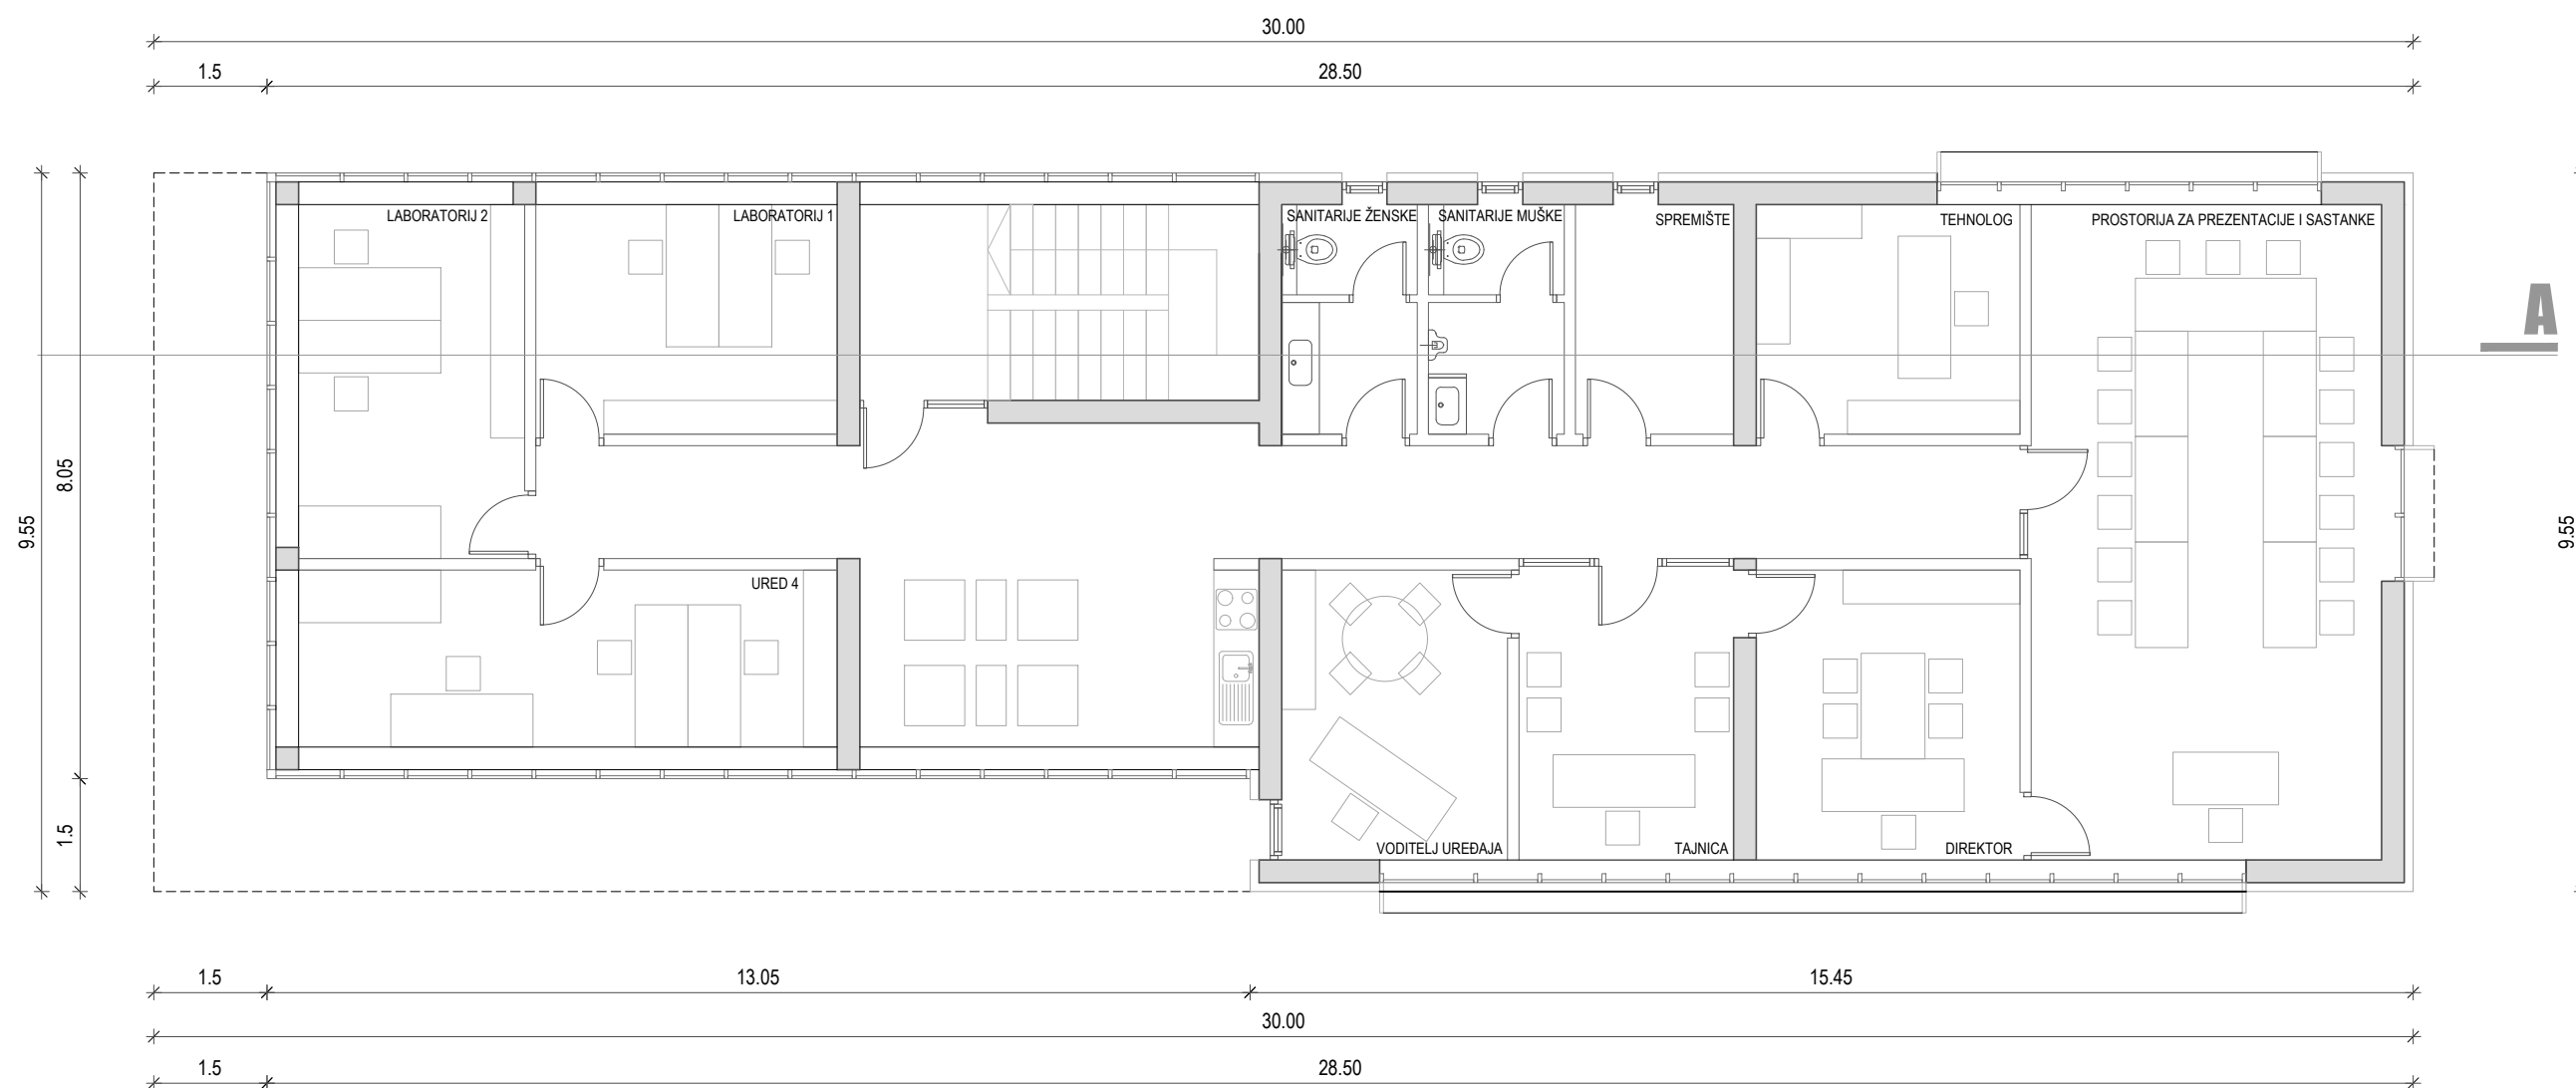 30.00
1.5
28.50
LABORATORIJ 2
LABORATORIJ 1
SANITARIJE ŽENSKE
SANITARIJE MUŠKE
SPREMIŠTE
TEHNOLOG
PROSTORIJA ZA PREZENTACIJE I SASTANKE
A
8.05
9.55
9.55
URED 4
1.5
VODITELJ UREĐAJA
TAJNICA
DIREKTOR
1.5
13.05
15.45
30.00
1.5
28.50